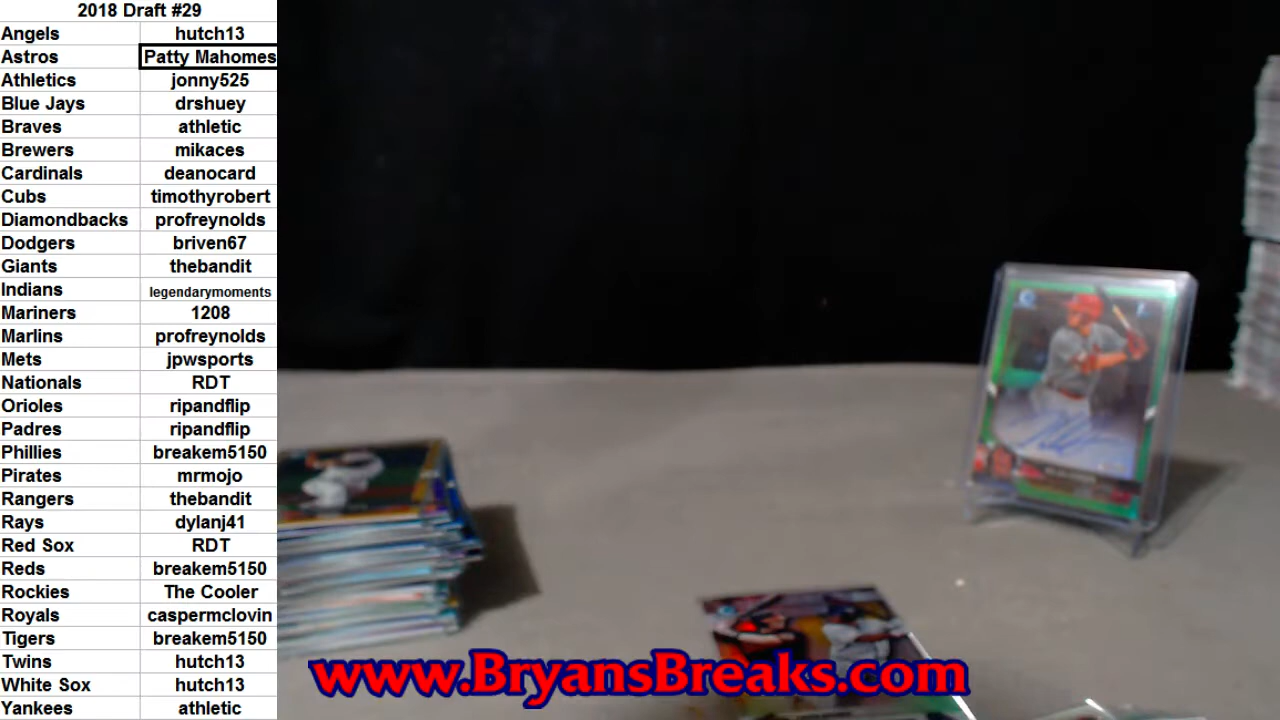 2018 Draft #29
Angels hutch13
Astros Patty Mahomes
Athletics jonny525
Blue Jays drshuey
Braves athletic
Brewers mikaces
Cardinals deanocard
Cubs timothyrobert
Diamondbacks profreynolds
Dodgers briven67
Giants thebandit
Indians legendarymoments
Mariners 1208
Marlins profreynolds
Mets jpwsports
Nationals RDT
Orioles ripandflip
Padres ripandflip
Phillies breakem5150
Pirates mrmojo
Rangers thebandit
Rays dylanj41
Red Sox RDT
Reds breakem5150
Rockies The Cooler
Royals caspermclovin
Tigers breakem5150
Twins hutch13
White Sox hutch13
Yankees athletic
www.BryansBreaks.com